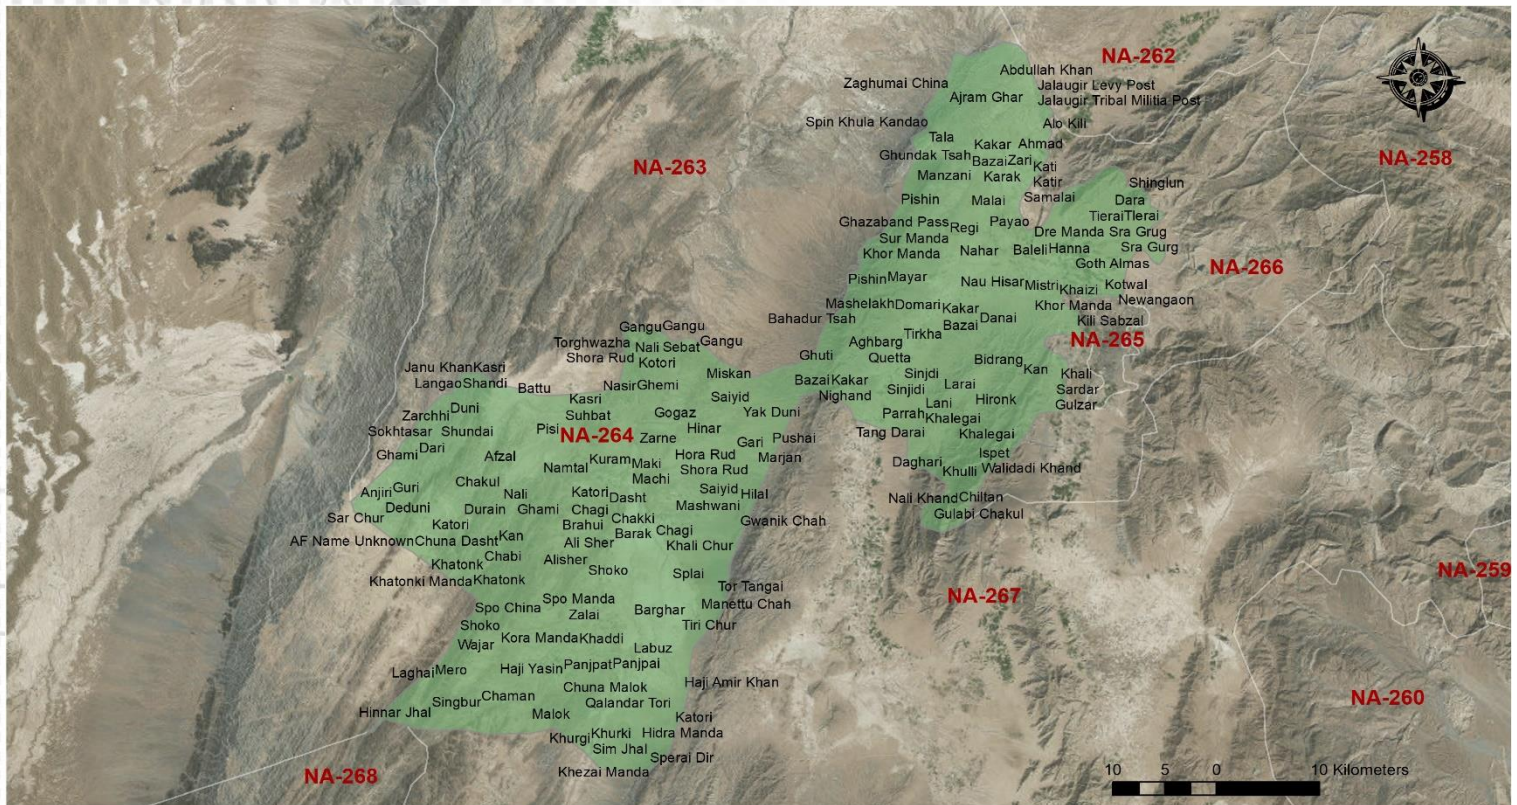 NA-262
Abdullah Khan
Zaghumai China
Jalaugir Levy Post
Ajram Ghar
Jalaugir Tribal Militia Post
Spin Khula Kandao
Alo Kili
Tala
Kakar
Ahmad
Ghundak Tsah
Bazai
Zari
NA-258
NA-263
Kati
Manzani
Karak
Katir
Shinglun
Pishin
Malai
Samalai
Dara
Tierai
Tlerai
Ghazaband Pass
Regi
Payao
Dre Manda
Sra Grug
Sur Manda
Khor Manda
Nahar
Baleli
Hanna
Sra Gurg
Goth Almas
NA-266
Pishin
Mayar
Nau Hisar
Mistri
Khaizi
Kotwal
Mashelakh
Domari
Kakar
Khor Manda
Newangaon
Bahadur Tsah
Bazai
Danai
Kili Sabzal
Gangu
Gangu
Tirkha
NA-265
Torghwazha
Nali Sebat
Gangu
Aghbarg
Shora Rud
Kotori
Ghuti
Quetta
Bidrang
Kan
Janu Khan
Kasri
Miskan
Sinjdi
Khali
Langao
Shandi
Battu
Nasir
Ghemi
Bazai
Kakar
Sinjidi
Larai
Sardar
Kasri
Saiyid
Nighand
Lani
Hironk
Gulzar
Zarchhi
Duni
Suhbat
Gogaz
Yak Duni
Parrah
Khalegai
Sokhtasar
Shundai
Pisi
NA-264
Zarne
Hinar
Gari
Pushai
Tang Darai
Khalegai
Ghami
Dari
Afzal
Namtal
Kuram
Maki
Hora Rud
Marjan
Ispet
Daghari
Khulli
Walidadi Khand
Shora Rud
Chakul
Machi
Anjiri
Guri
Nali
Katori
Dasht
Saiyid
Hilal
Nali Khand
Chiltan
Deduni
Durain
Ghami
Chagi
Mashwani
Gulabi Chakul
Sar Chur
Katori
Brahui
Chakki
Gwanik Chah
AF Name Unknown
Chuna Dasht
Kan
Ali Sher
Barak
Chagi
Khali Chur
Khatonk
Chabi
Alisher
Shoko
Splai
NA-259
Khatonki Manda
Khatonk
Tor Tangai
NA-267
Spo China
Spo Manda
Barghar
Manettu Chah
Zalai
Shoko
Tiri Chur
Wajar
Kora Manda
Khaddi
Labuz
Laghai
Mero
Haji Yasin
Panjpat
Panjpai
Haji Amir Khan
Chuna Malok
Singbur
Chaman
Qalandar Tori
NA-260
Hinnar Jhal
Malok
Katori
Khurgi
Khurki
Hidra Manda
Sim Jhal
Sperai Dir
NA-268
Khezai Manda
10 5 0 10 Kilometers